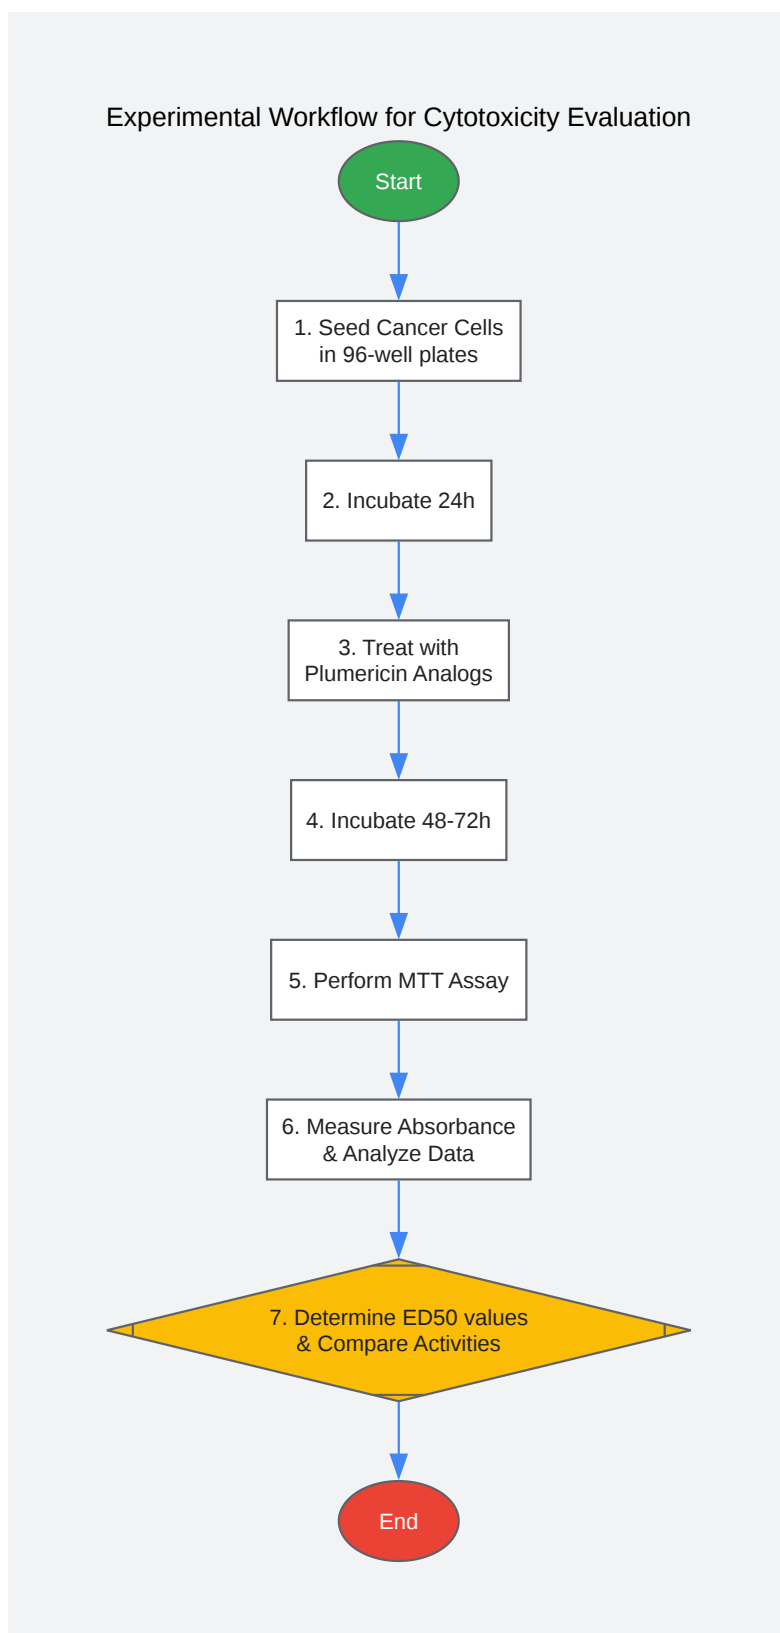 Experimental Workflow for Cytotoxicity Evaluation
Start
1. Seed Cancer Cells
in 96-well plates
2. Incubate 24h
3. Treat with
Plumericin Analogs
4. Incubate 48-72h
5. Perform MTT Assay
6. Measure Absorbance
& Analyze Data
7. Determine ED50 values
& Compare Activities
End